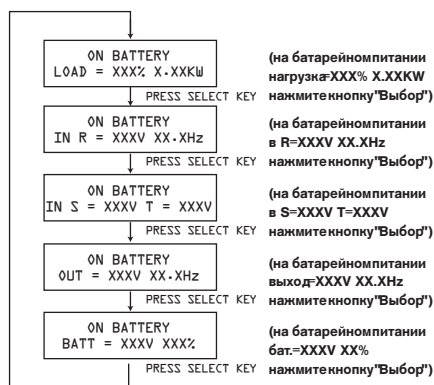 ON BATTERY
LOAD = XXX% X.XXKW
(на батарейномпитании
нагрузка=XXX% X.XXKW
PRESS SELECT KEY
нажмитекнопку"Выбор")
ON BATTERY
IN R = XXXV XX.XHz
(на батарейномпитании
в R=XXXV XX.XHz
PRESS SELECT KEY
нажмитекнопку"Выбор")
ON BATTERY
IN S = XXXV T = XXXV
(на батарейномпитании
в S=XXXV T=XXXV
PRESS SELECT KEY
нажмитекнопку"Выбор")
ON BATTERY
OUT = XXXV XX.XHz
(на батарейномпитании
выход=XXXV XX.XHz
PRESS SELECT KEY
нажмитекнопку"Выбор")
ON BATTERY
BATT = XXXV XXX%
(на батарейномпитании
бат.=XXXV XX%
PRESS SELECT KEY
нажмитекнопку"Выбор")